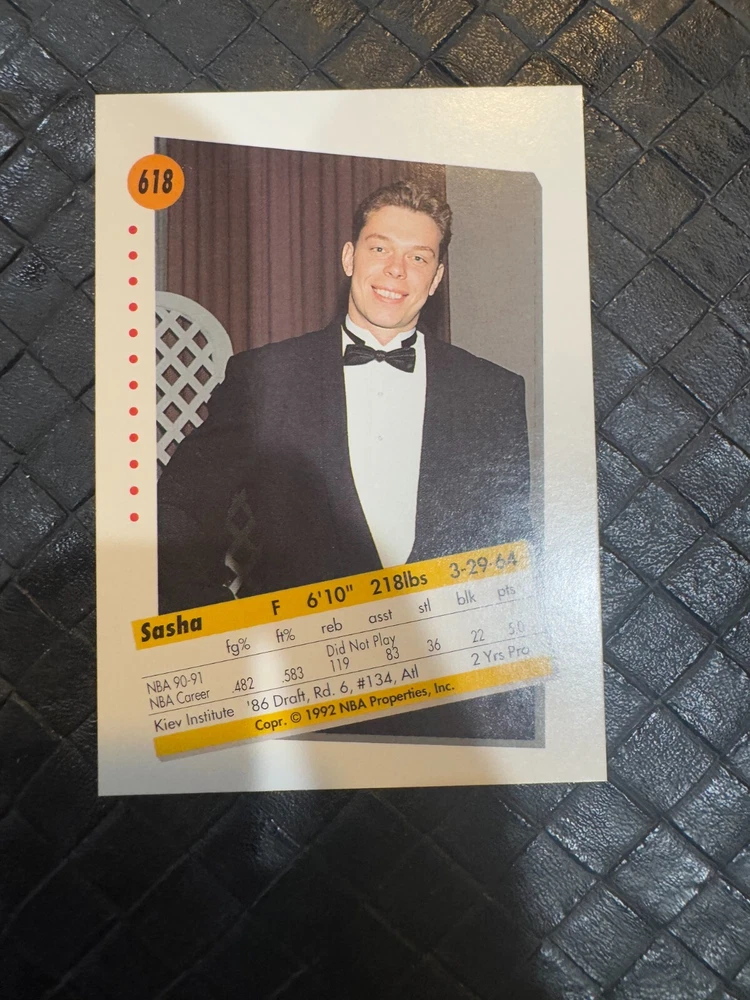 618
Sasha F 6'10" 218lbs 3-29-64
fg% ft% reb asst stl blk pts
NBA 90-91 Did Not Play
NBA Career .482 .583 119 83 36 22 5.0
Kiev Institute '86 Draft, Rd. 6, #134, Atl 2 Yrs Pro
Copr. © 1992 NBA Properties, Inc.